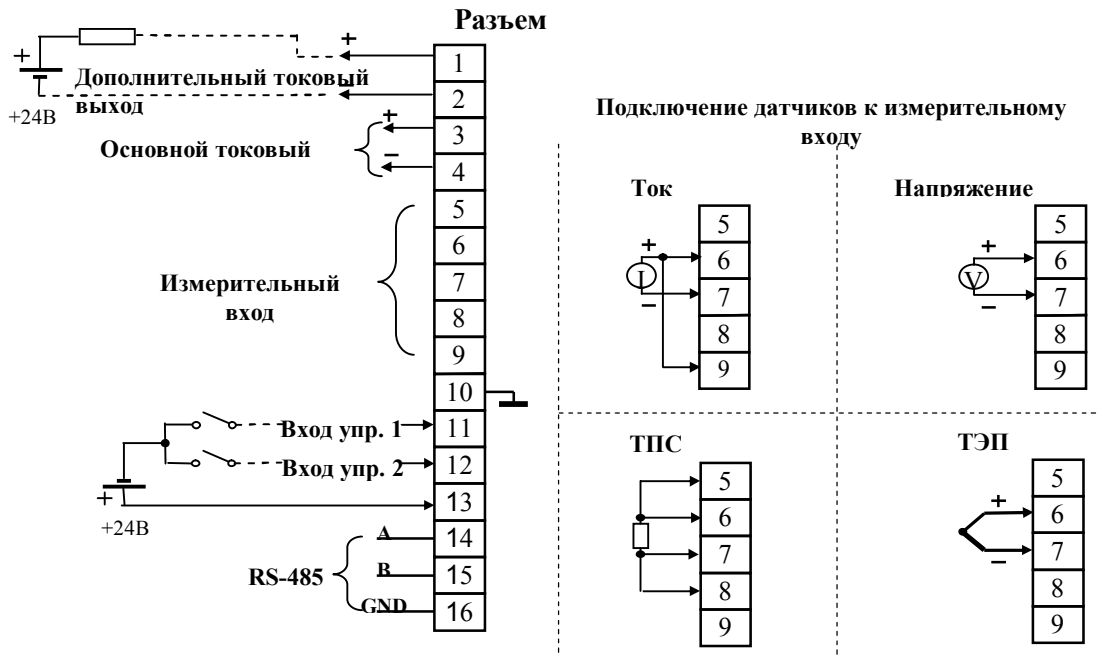 Разъем
+
1
+
Дополнительный токовый
–
выход
2
+24В
+
3
Основной токовый
–
4
5
6
7
Измерительный
вход
8
9
10
Вход упр. 1
11
Вход упр. 2
12
+
13
+24В
A
14
RS-485
B
15
GND
16
Подключение датчиков к измерительному
входу
Ток
5
+
6
I
7
–
8
9
Напряжение
5
+
6
V
7
–
8
9
ТПС
5
6
7
8
9
ТЭП
5
+
6
7
–
8
9